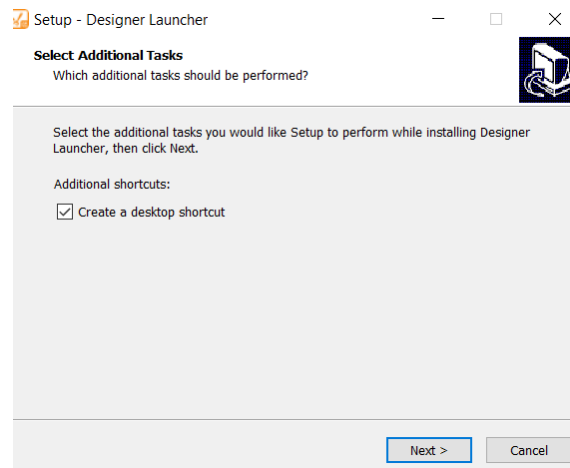 Setup - Designer Launcher
Select Additional Tasks
Which additional tasks should be performed?
Select the additional tasks you would like Setup to perform while installing Designer
Launcher, then click Next.
Additional shortcuts:
Create a desktop shortcut
Next >
Cancel